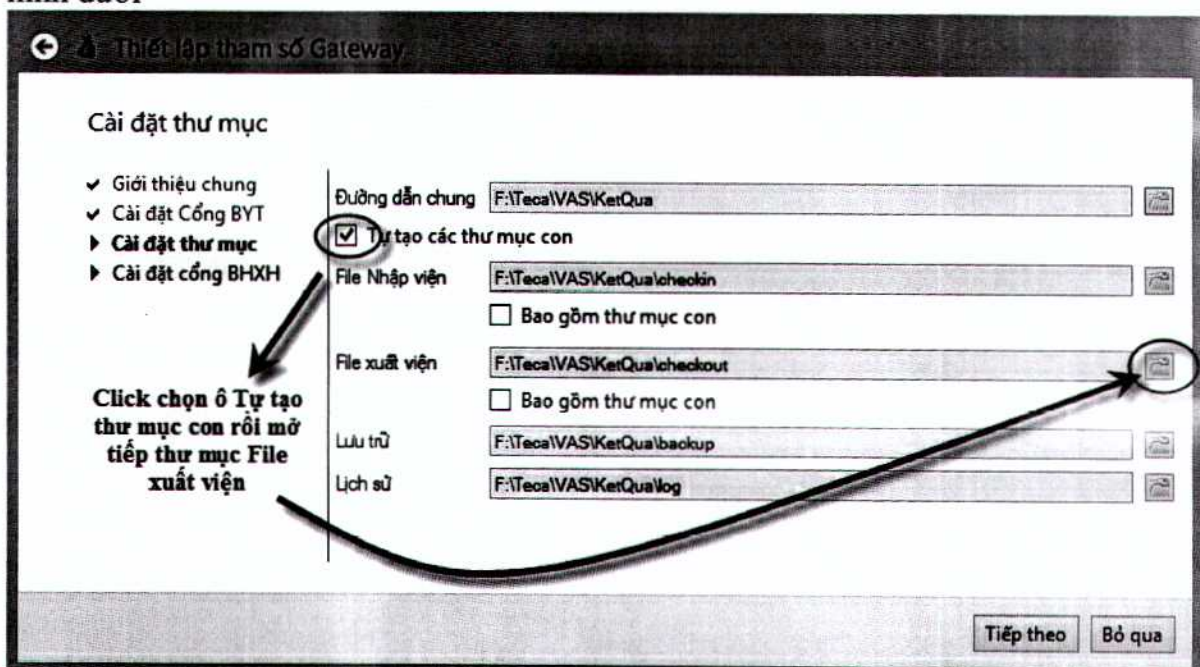 hình dưới
Thiết lập tham số Gateway
Cài đặt thư mục
Giới thiệu chung
Cài đặt Cổng BYT
Cài đặt thư mục
Cài đặt cổng BHXH
Đường dẫn chung F:\Teca\VAS\KetQua
Tự tạo các thư mục con
File Nhập viện F:\Teca\VAS\KetQua\checkin
Bao gồm thư mục con
File xuất viện F:\Teca\VAS\KetQua\checkout
Bao gồm thư mục con
Lưu trữ F:\Teca\VAS\KetQua\backup
Lịch sử F:\Teca\VAS\KetQua\log
Click chọn ô Tự tạo
thư mục con rồi mở
tiếp thư mục File
xuất viện
Tiếp theo Bỏ qua